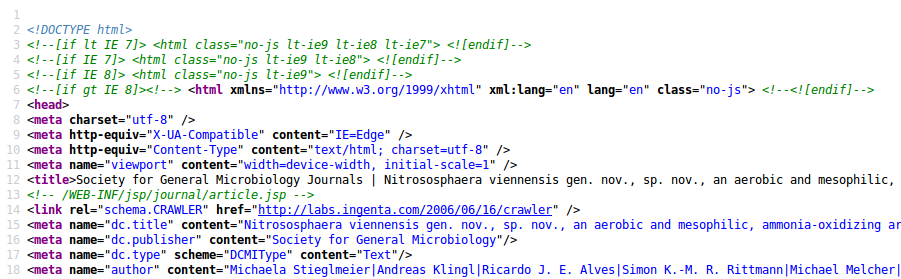 1
2 <!DOCTYPE html>
3 <!--[if lt IE 7]> <html class="no-js lt-ie9 lt-ie8 lt-ie7"> <![endif]-->
4 <!--[if IE 7]> <html class="no-js lt-ie9 lt-ie8"> <![endif]-->
5 <!--[if IE 8]> <html class="no-js lt-ie9"> <![endif]-->
6 <!--[if gt IE 8]><!--> <html xmlns="http://www.w3.org/1999/xhtml" xml:lang="en" lang="en" class="no-js"> <!--<![endif]-->
7 <head>
8 <meta charset="utf-8" />
9 <meta http-equiv="X-UA-Compatible" content="IE=Edge" />
10 <meta http-equiv="Content-Type" content="text/html; charset=utf-8" />
11 <meta name="viewport" content="width=device-width, initial-scale=1" />
12 <title>Society for General Microbiology Journals | Nitrososphaera viennensis gen. nov., sp. nov., an aerobic and mesophilic,
13 <!-- /WEB-INF/jsp/journal/article.jsp -->
14 <link rel="schema.CRAWLER" href="http://labs.ingenta.com/2006/06/16/crawler" />
15 <meta name="dc.title" content="Nitrososphaera viennensis gen. nov., sp. nov., an aerobic and mesophilic, ammonia-oxidizing ar
16 <meta name="dc.publisher" content="Society for General Microbiology"/>
17 <meta name="dc.type" scheme="DCMIType" content="Text"/>
18 <meta name="author" content="Michaela Stieglmeier|Andreas Klingl|Ricardo J. E. Alves|Simon K.-M. R. Rittmann|Michael Melcher|